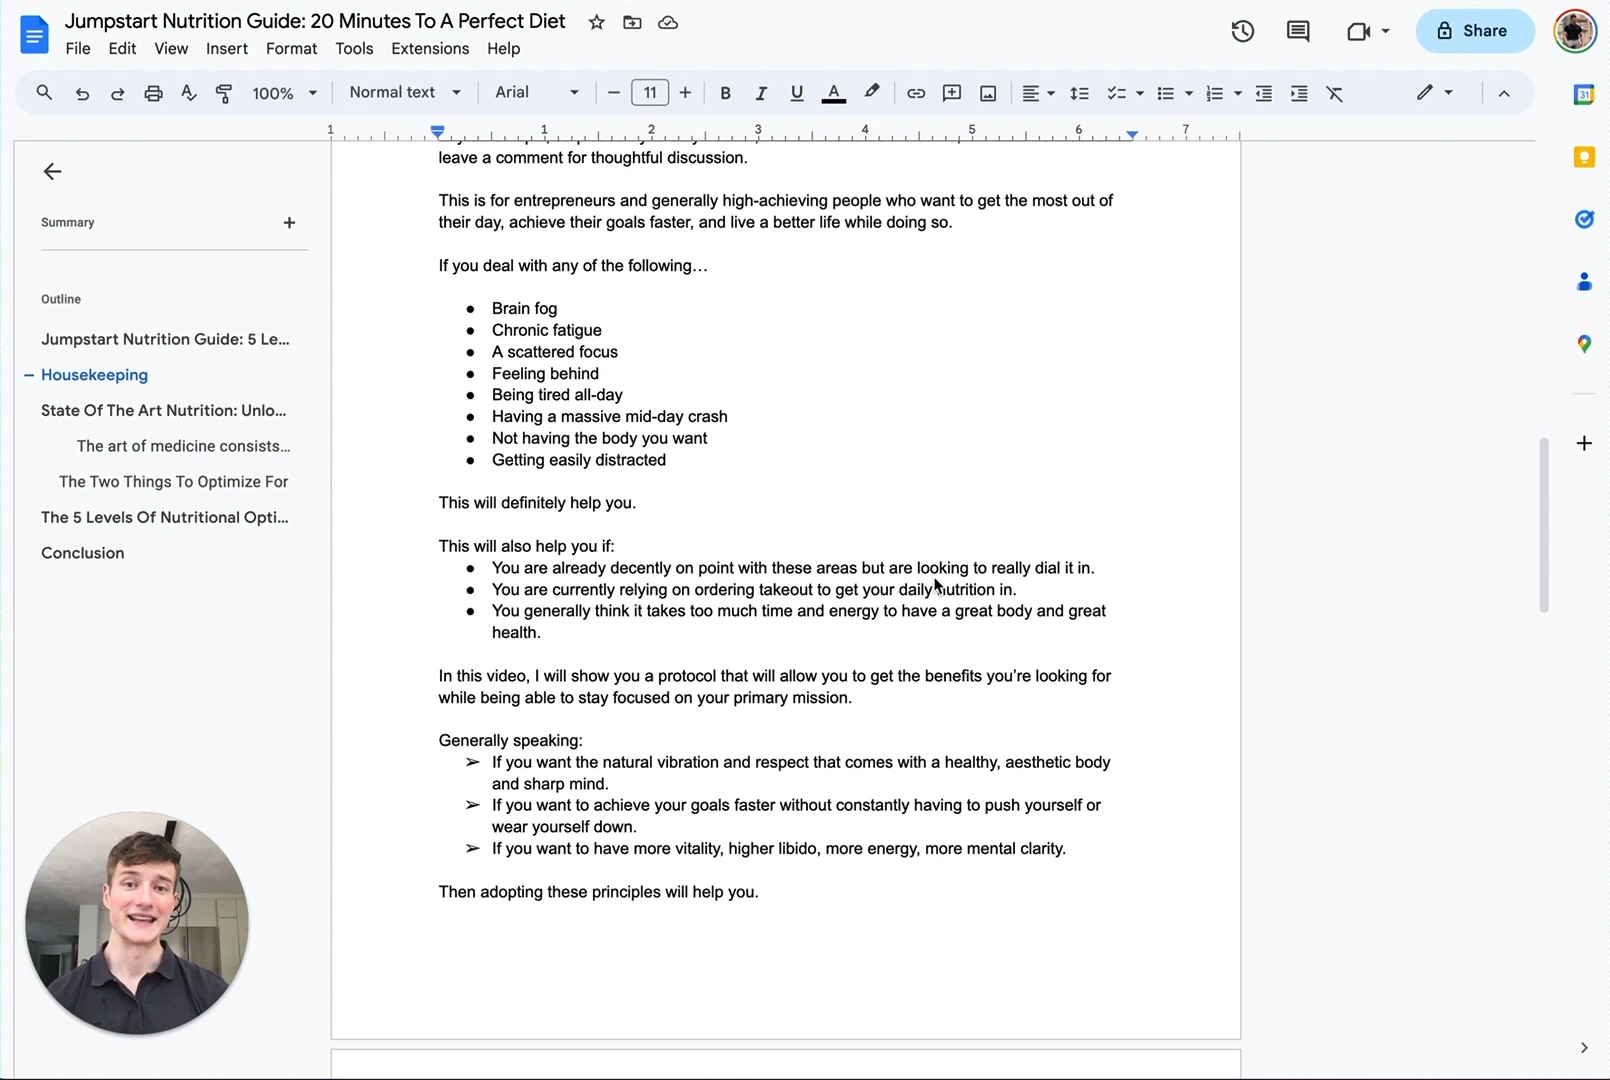 Jumpstart Nutrition Guide: 20 Minutes To A Perfect Diet
File Edit View Insert Format Tools Extensions Help
Share
100% Normal text Arial 11
1 1 2 3 4 5 6 7
31
Summary
Outline
Jumpstart Nutrition Guide: 5 Le...
Housekeeping
State Of The Art Nutrition: Unlo...
The art of medicine consists...
The Two Things To Optimize For
The 5 Levels Of Nutritional Opti...
Conclusion
leave a comment for thoughtful discussion.
This is for entrepreneurs and generally high-achieving people who want to get the most out of
their day, achieve their goals faster, and live a better life while doing so.
If you deal with any of the following…
● Brain fog
● Chronic fatigue
● A scattered focus
● Feeling behind
● Being tired all-day
● Having a massive mid-day crash
● Not having the body you want
● Getting easily distracted
This will definitely help you.
This will also help you if:
● You are already decently on point with these areas but are looking to really dial it in.
● You are currently relying on ordering takeout to get your daily nutrition in.
● You generally think it takes too much time and energy to have a great body and great
health.
In this video, I will show you a protocol that will allow you to get the benefits you're looking for
while being able to stay focused on your primary mission.
Generally speaking:
➢ If you want the natural vibration and respect that comes with a healthy, aesthetic body
and sharp mind.
➢ If you want to achieve your goals faster without constantly having to push yourself or
wear yourself down.
➢ If you want to have more vitality, higher libido, more energy, more mental clarity.
Then adopting these principles will help you.